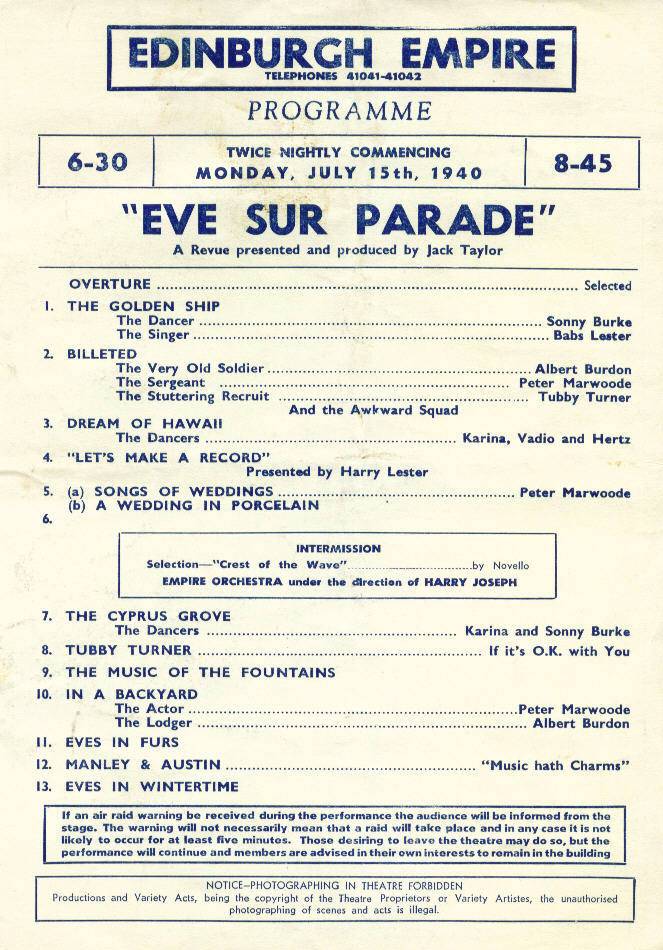 EDINBURGH EMPIRE
TELEPHONES 41041-41042
PROGRAMME
6-30
TWICE NIGHTLY COMMENCING
MONDAY, JULY 15th, 1940
8-45
"EVE SUR PARADE"
A Revue presented and produced by Jack Taylor
OVERTURE ........ Selected
1. THE GOLDEN SHIP
The Dancer ........ Sonny Burke
The Singer ........ Babs Lester
2. BILLETED
The Very Old Soldier ........ Albert Burdon
The Sergeant ........ Peter Marwoode
The Stuttering Recruit ........ Tubby Turner
And the Awkward Squad
3. DREAM OF HAWAII
The Dancers ........ Karina, Vadio and Hertz
4. "LET'S MAKE A RECORD"
Presented by Harry Lester
5. (a) SONGS OF WEDDINGS ........ Peter Marwoode
(b) A WEDDING IN PORCELAIN
6.
INTERMISSION
Selection—"Crest of the Wave" ........ by Novello
EMPIRE ORCHESTRA under the direction of HARRY JOSEPH
7. THE CYPRUS GROVE
The Dancers ........ Karina and Sonny Burke
8. TUBBY TURNER ........ If it's O.K. with You
9. THE MUSIC OF THE FOUNTAINS
10. IN A BACKYARD
The Actor ........ Peter Marwoode
The Lodger ........ Albert Burdon
11. EVES IN FURS
12. MANLEY & AUSTIN ........ "Music hath Charms"
13. EVES IN WINTERTIME
If an air raid warning be received during the performance the audience will be informed from the
stage. The warning will not necessarily mean that a raid will take place and in any case it is not
likely to occur for at least five minutes. Those desiring to leave the theatre may do so, but the
performance will continue and members are advised in their own interests to remain in the building
NOTICE-PHOTOGRAPHING IN THEATRE FORBIDDEN
Productions and Variety Acts, being the copyright of the Theatre Proprietors or Variety Artistes, the unauthorised
photographing of scenes and acts is illegal.